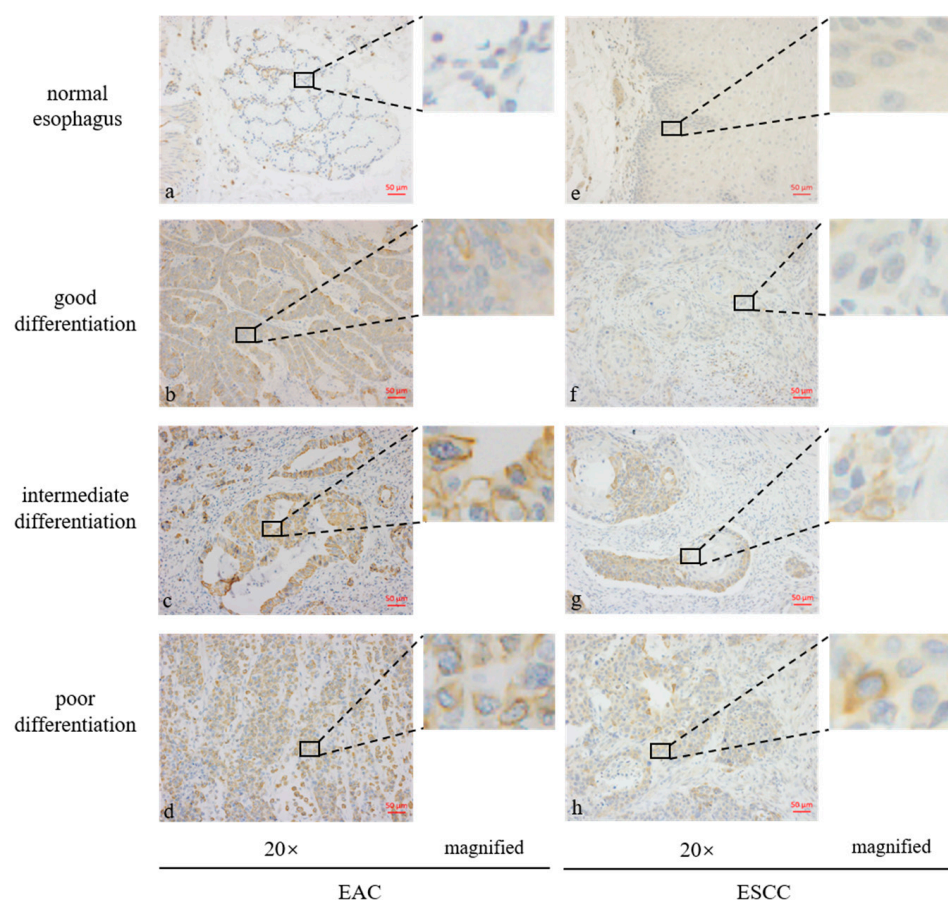 normal
esophagus
a
50 μm
e
50 μm
good
differentiation
b
50 μm
f
50 μm
intermediate
differentiation
c
50 μm
g
50 μm
poor
differentiation
d
50 μm
h
50 μm
20×
magnified
20×
magnified
EAC
ESCC